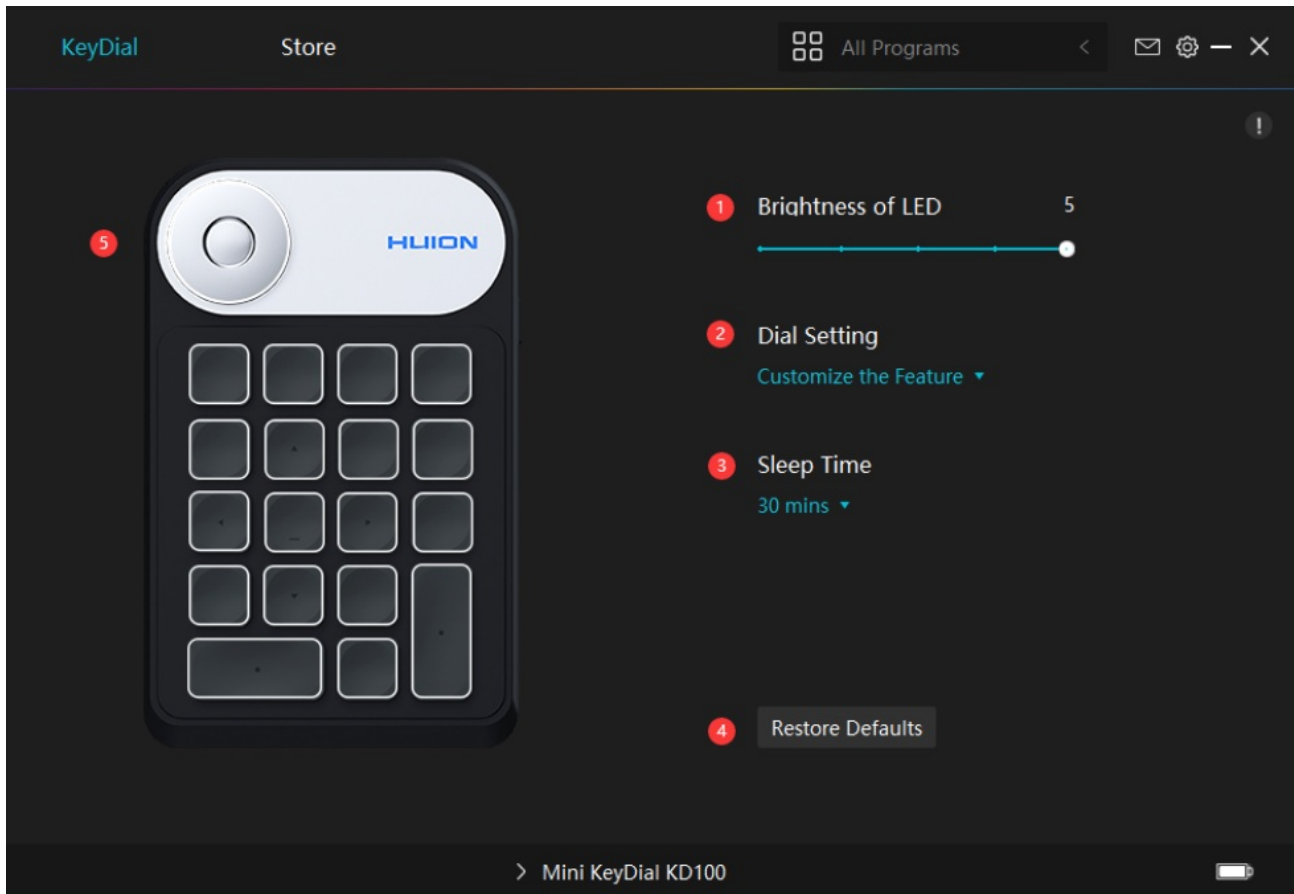 KeyDial
Store
All Programs
!
5
HUION
1 Brightness of LED 5
2 Dial Setting
Customize the Feature
3 Sleep Time
30 mins
4 Restore Defaults
Mini KeyDial KD100